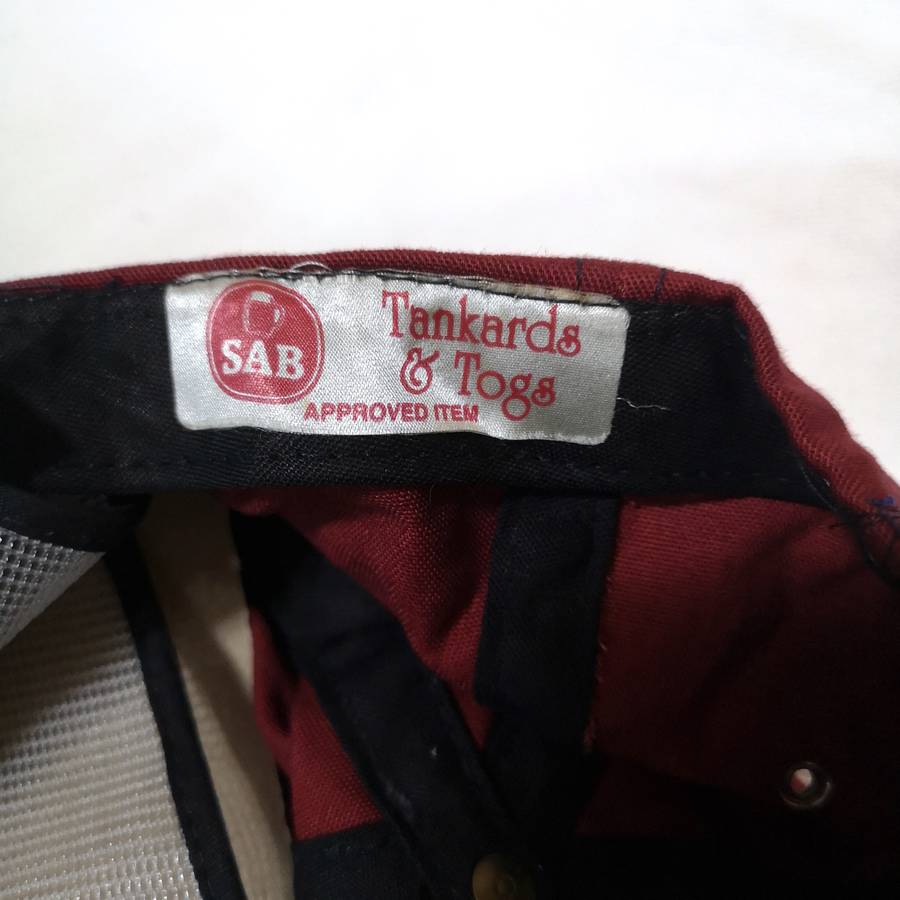 SAB
Tankards
& Togs
APPROVED ITEM